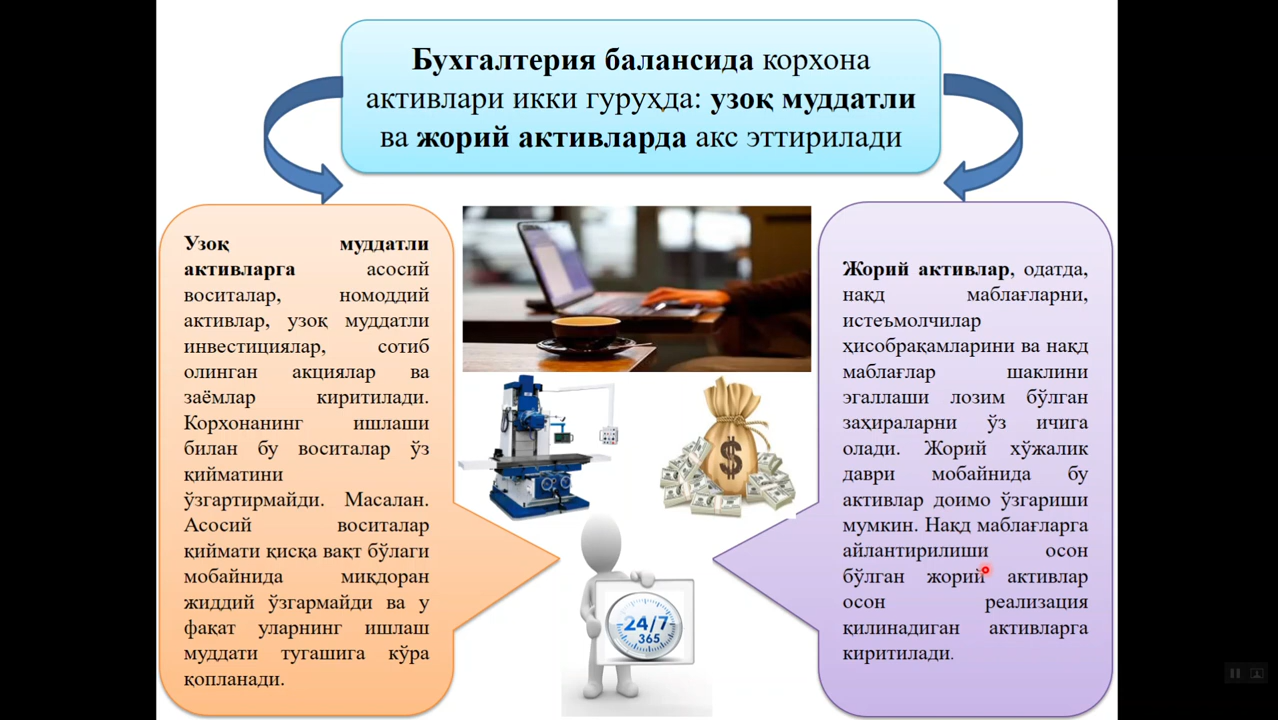 Бухгалтерия балансида корхона
активлари икки гуруҳда: узоқ муддатли
ва жорий активларда акс эттирилади
Узоқ муддатли
активларга асосий
воситалар, номоддий
активлар, узоқ муддатли
инвестициялар, сотиб
олинган акциялар ва
заёмлар киритилади.
Корхонанинг ишлаши
билан бу воситалар ўз
қийматини
ўзгартирмайди. Масалан.
Асосий воситалар
қиймати қисқа вақт бўлаги
мобайнида миқдоран
жиддий ўзгармайди ва у
фақат уларнинг ишлаш
муддати тугашига кўра
қопланади.
Жорий активлар, одатда,
нақд маблағларни,
истеъмолчилар
ҳисобрақамларини ва нақд
маблағлар шаклини
эгаллаши лозим бўлган
заҳираларни ўз ичига
олади. Жорий хўжалик
даври мобайнида бу
активлар доимо ўзгариши
мумкин. Нақд маблағларга
айлантирилиши осон
бўлган жорий активлар
осон реализация
қилинадиган активларга
киритилади.
$
24/7
365